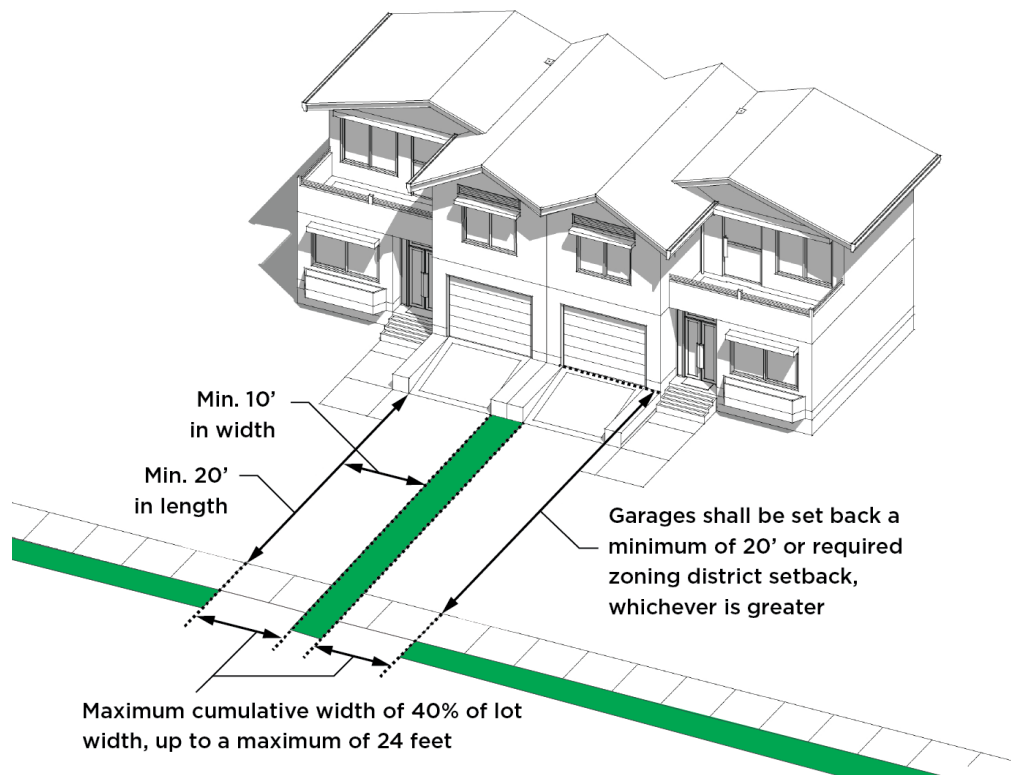 Min. 10’
in width
Min. 20’
in length
Garages shall be set back a
minimum of 20’ or required
zoning district setback,
whichever is greater
Maximum cumulative width of 40% of lot
width, up to a maximum of 24 feet